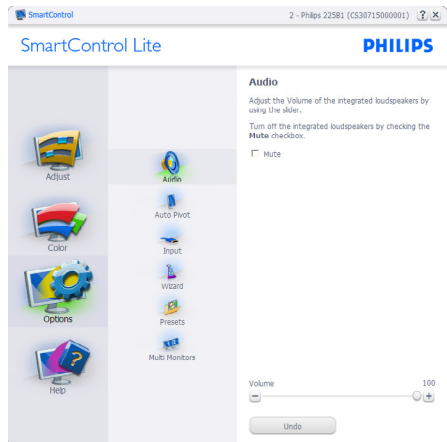 SmartControl
2 - Philips 225B1 (CS30715000001)
SmartControl Lite
PHILIPS
Adjust
Color
Options
Help
Audio
Auto Pivot
Input
Wizard
Presets
Multi Monitors
Audio
Adjust the Volume of the integrated loudspeakers by
using the slider.
Turn off the integrated loudspeakers by checking the
Mute checkbox.
Mute
Volume 100
Undo